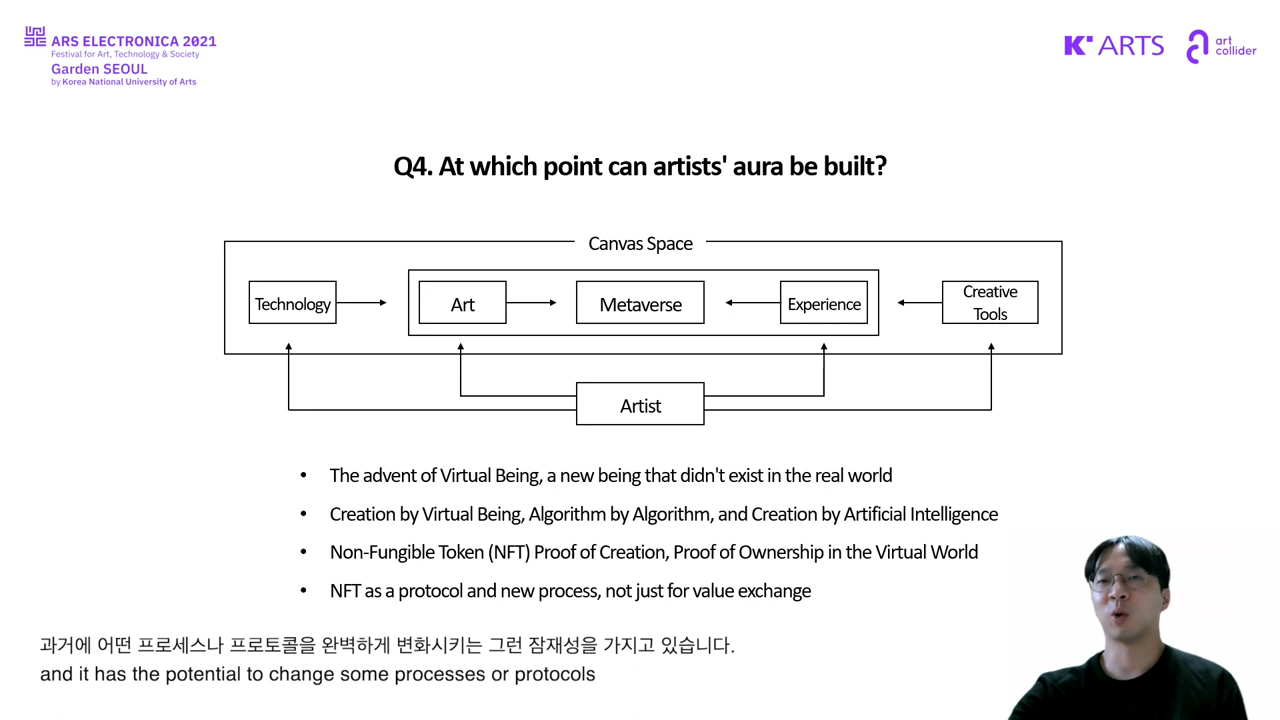 ARS ELECTRONICA 2021
Festival for Art, Technology & Society
Garden SEOUL
by Korea National University of Arts
K' ARTS
art
collider
Q4. At which point can artists' aura be built?
Canvas Space
Technology
Art
Metaverse
Experience
Creative
Tools
Artist
• The advent of Virtual Being, a new being that didn't exist in the real world
• Creation by Virtual Being, Algorithm by Algorithm, and Creation by Artificial Intelligence
• Non-Fungible Token (NFT) Proof of Creation, Proof of Ownership in the Virtual World
• NFT as a protocol and new process, not just for value exchange
과거에 어떤 프로세스나 프로토콜을 완벽하게 변화시키는 그런 잠재성을 가지고 있습니다.
and it has the potential to change some processes or protocols